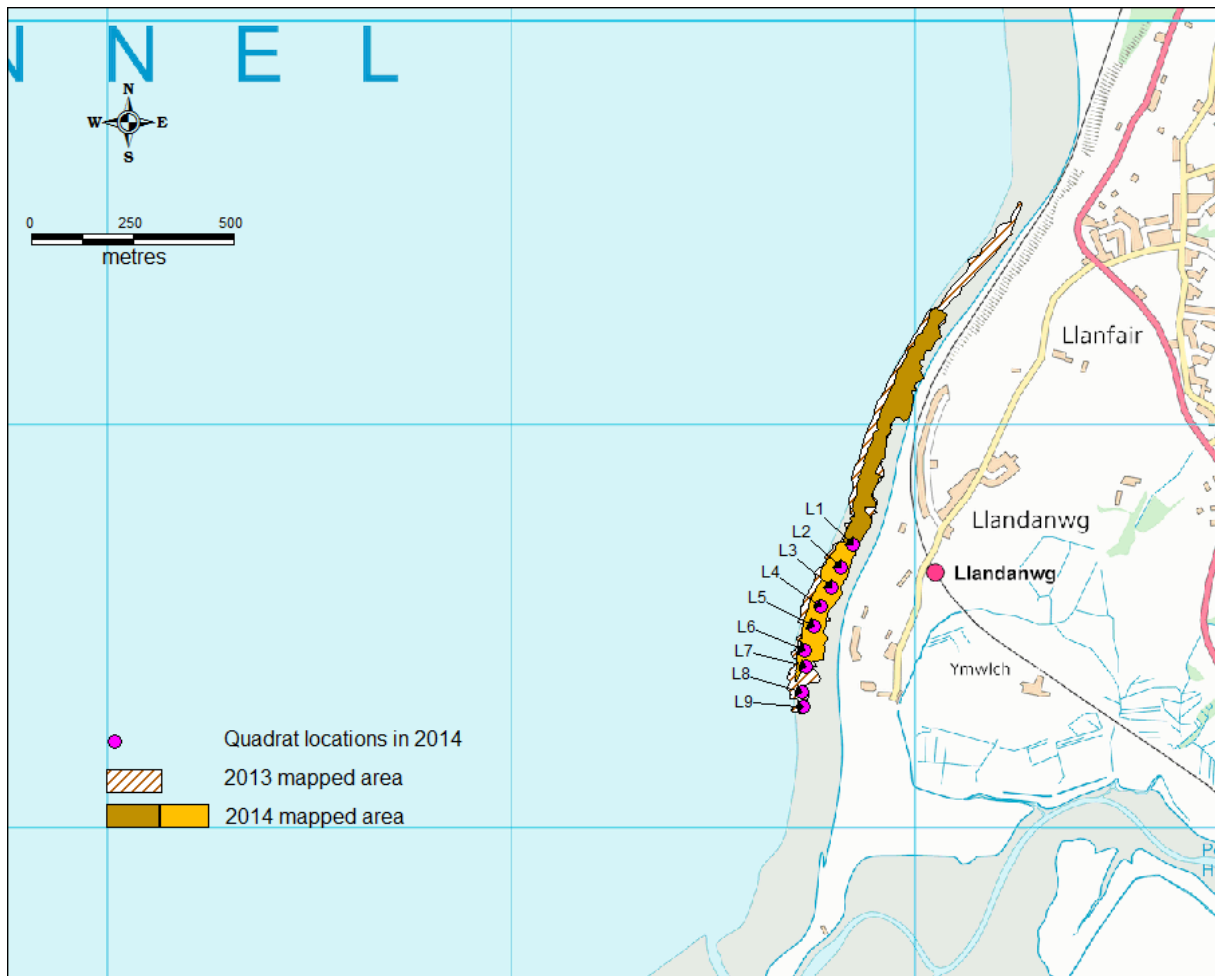 N N E L
N
W E
S
0 250 500
metres
Llanfair
L1
L2
L3
L4
L5
L6
L7
L8
L9
Llandanwg
Llandanwg
Ymwlch
Quadrat locations in 2014
2013 mapped area
2014 mapped area